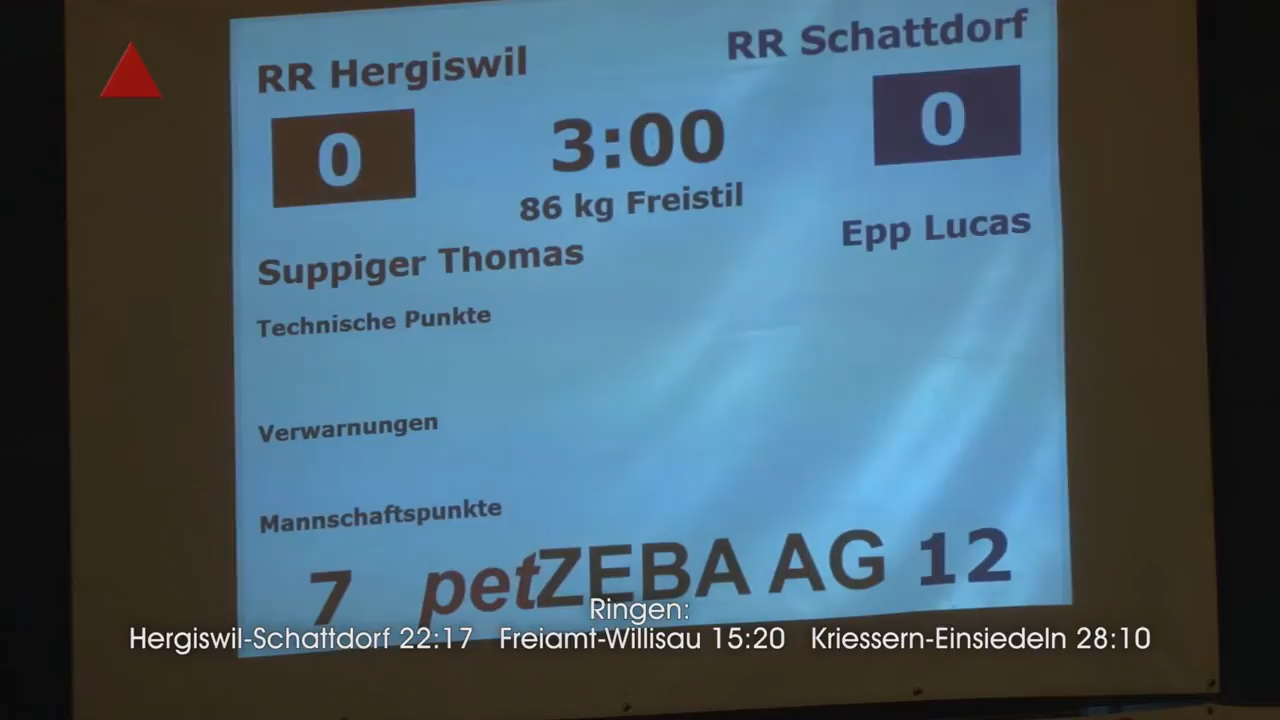 RR Hergiswil RR Schattdorf
0 3:00 0
86 kg Freistil
Suppiger Thomas Epp Lucas
Technische Punkte
Verwarnungen
Mannschaftspunkte
7 petZEBA AG 12
Ringen:
Hergiswil-Schattdorf 22:17 Freiamt-Willisau 15:20 Kriessern-Einsiedeln 28:10